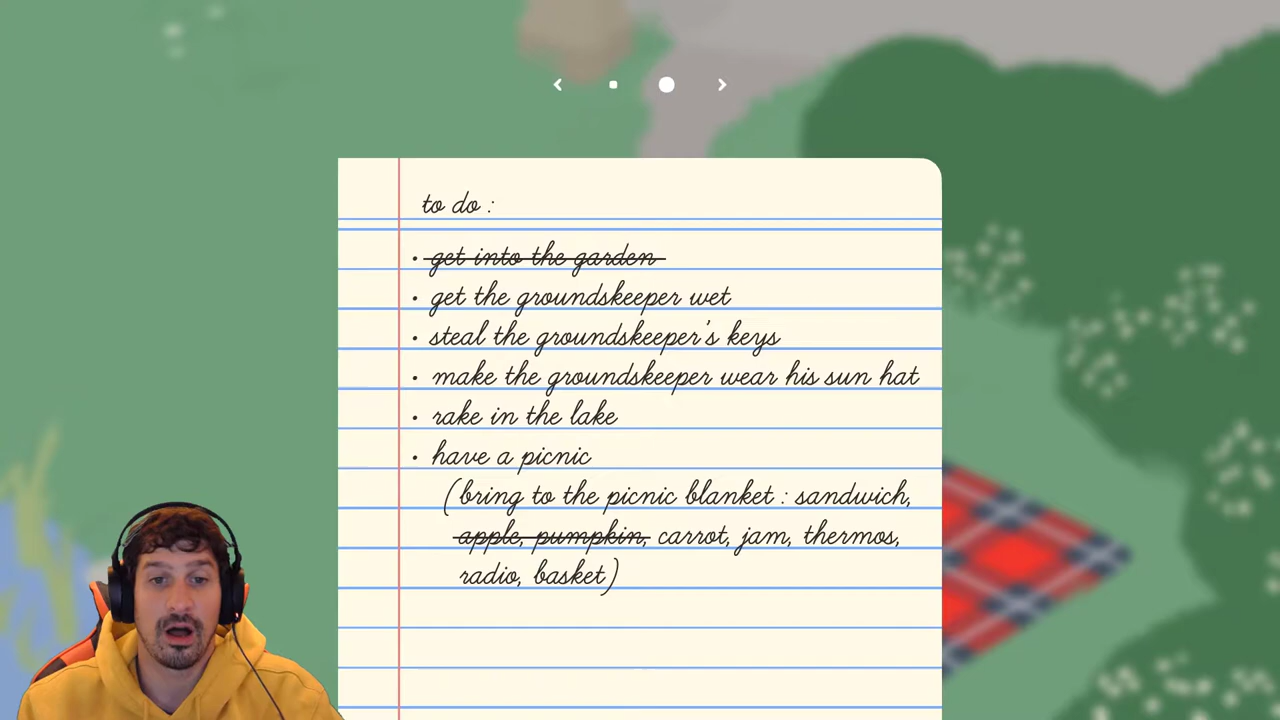 to do :
• get into the garden
• get the groundskeeper wet
• steal the groundskeeper's keys
• make the groundskeeper wear his sun hat
• rake in the lake
• have a picnic
(bring to the picnic blanket : sandwich,
apple, pumpkin, carrot, jam, thermos,
radio, basket)